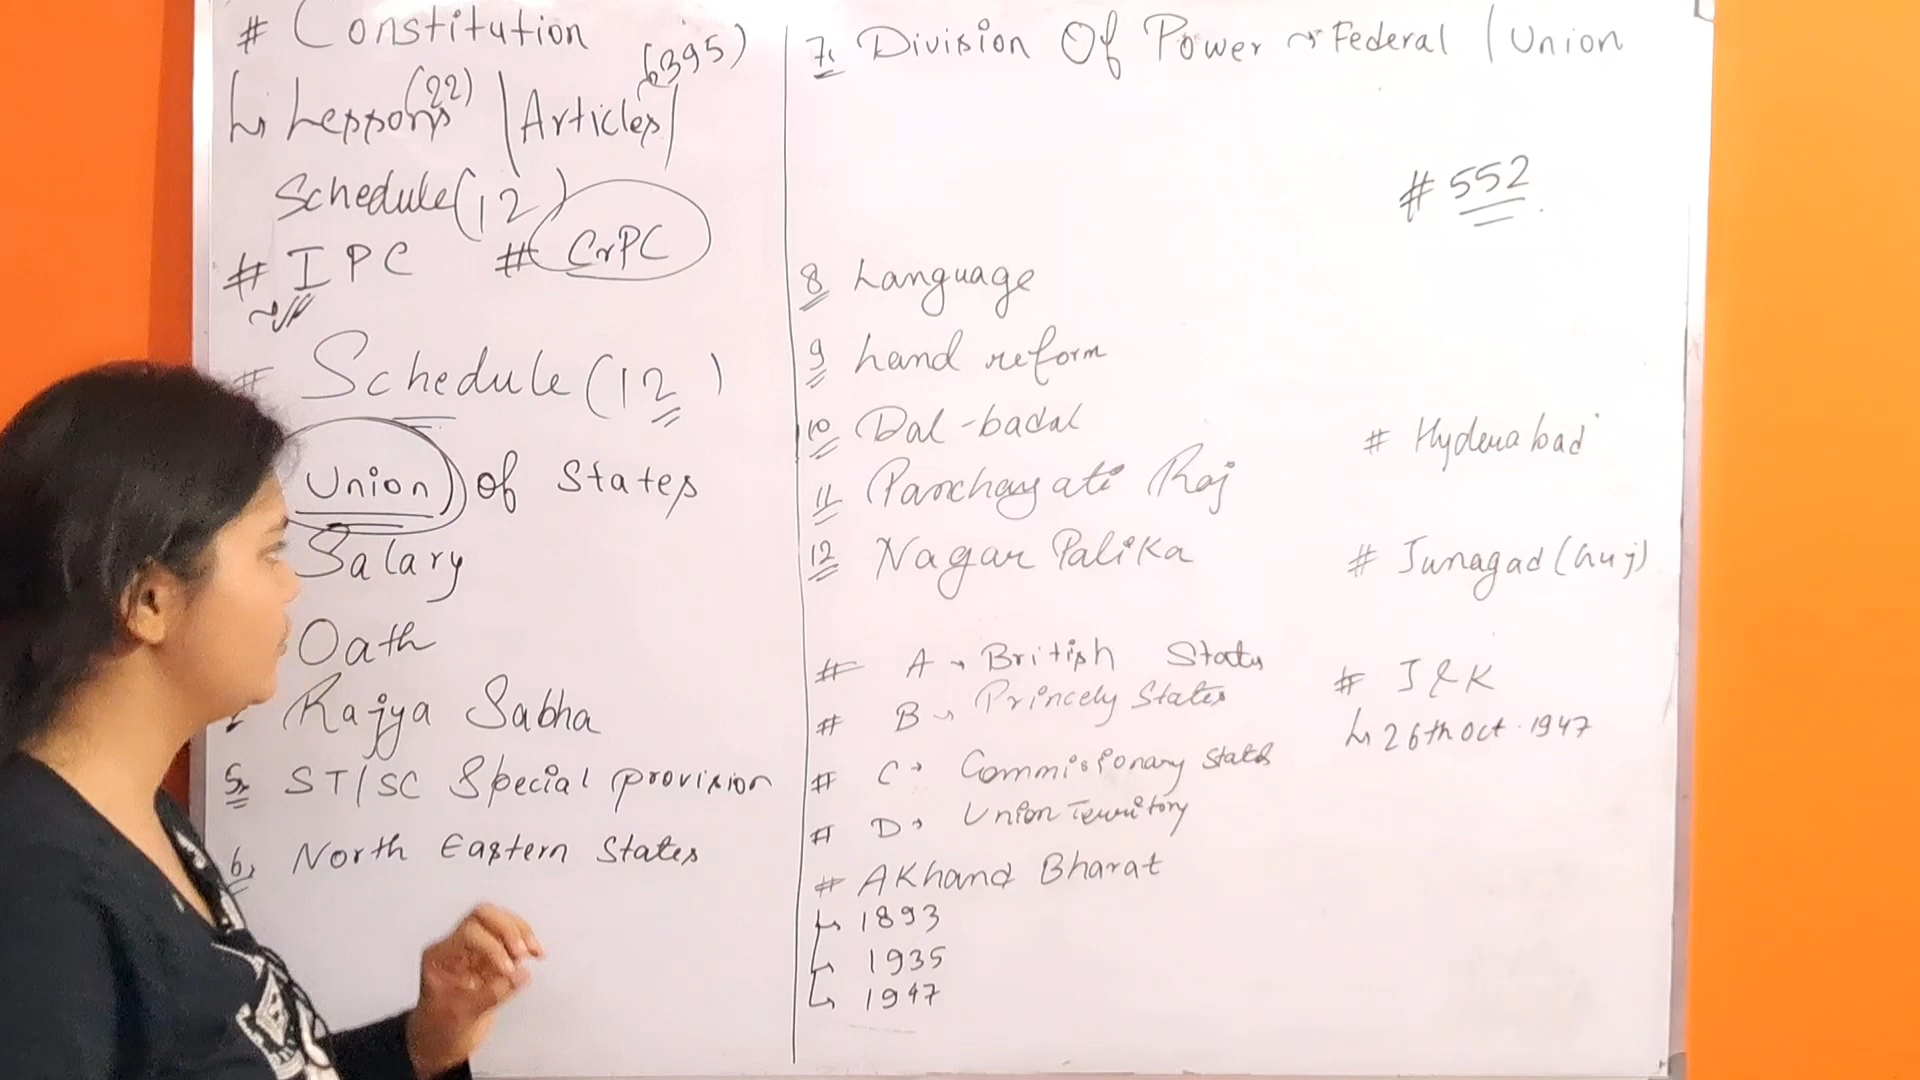 # Constitution
↳ Lessons (22) | Articles (395) |
Schedule (12)
# IPC # CrPC
# Schedule (12)
Union of States
Salary
Oath
Rajya Sabha
5. ST/SC Special provision
6. North Eastern States
7. Division Of Power → Federal | Union
# 552
8 Language
9 Land reform
10 Dal-badal
11 Panchayati Raj
12 Nagar Palika
# Hyderabad
# Junagad (Guj)
# J&K
↳ 26th Oct. 1947
# A → British States
# B → Princely States
# C → Commissionary States
# D → Union Territory
# AKhand Bharat
↳ 1893
↳ 1935
↳ 1947